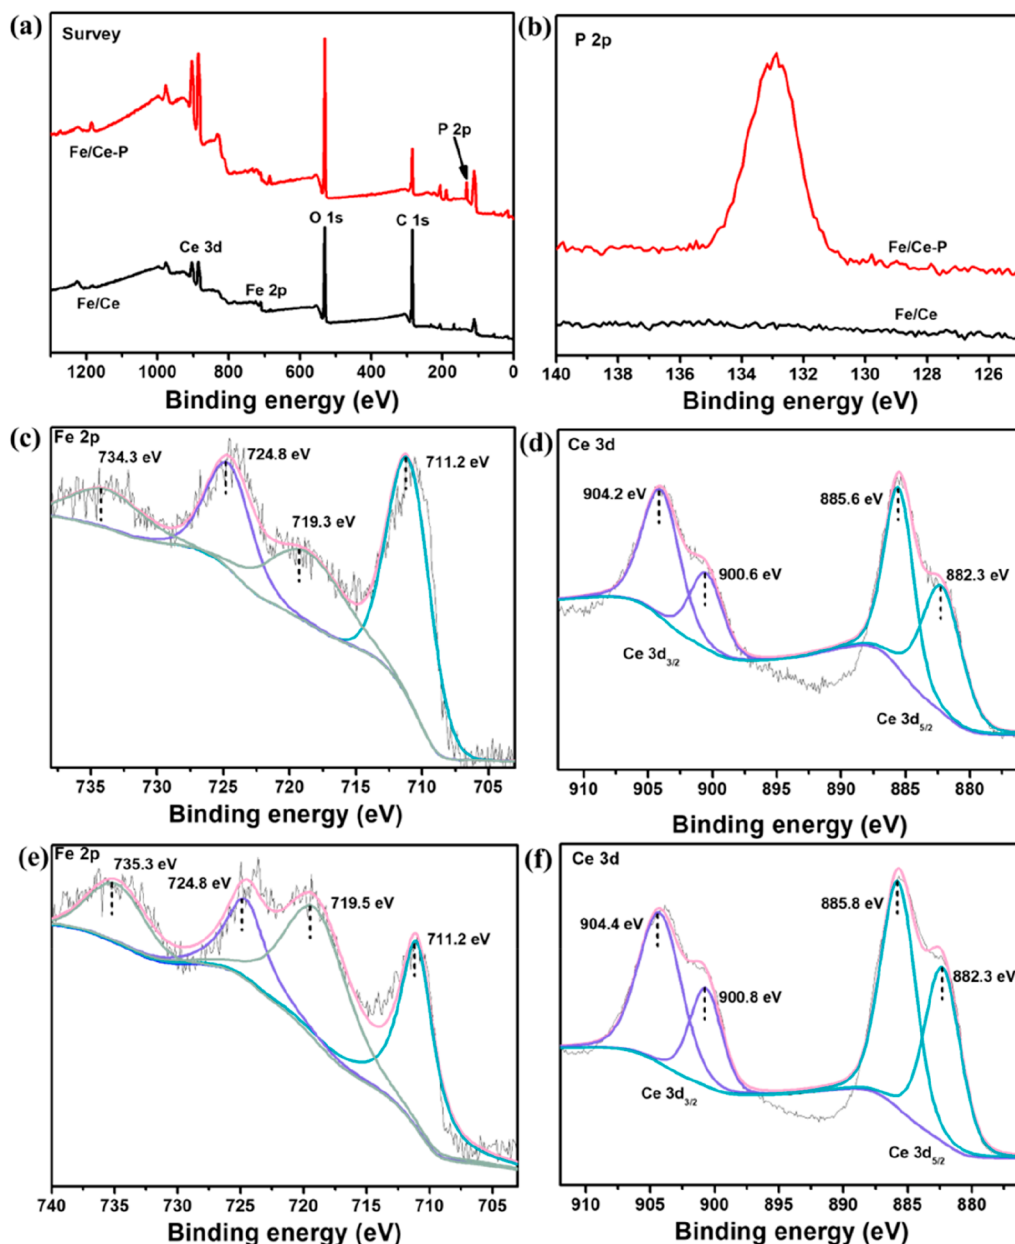 (a)
Survey
P 2p
Fe/Ce-P
O 1s
C 1s
Ce 3d
Fe 2p
Fe/Ce
1200 1000 800 600 400 200 0
Binding energy (eV)
(b)
P 2p
Fe/Ce-P
Fe/Ce
140 138 136 134 132 130 128 126
Binding energy (eV)
(c)
Fe 2p
734.3 eV
724.8 eV
719.3 eV
711.2 eV
735 730 725 720 715 710 705
Binding energy (eV)
(d)
Ce 3d
904.2 eV
885.6 eV
900.6 eV
882.3 eV
Ce 3d3/2
Ce 3d5/2
910 905 900 895 890 885 880
Binding energy (eV)
(e)
Fe 2p
735.3 eV
724.8 eV
719.5 eV
711.2 eV
740 735 730 725 720 715 710 705
Binding energy (eV)
(f)
Ce 3d
904.4 eV
885.8 eV
900.8 eV
882.3 eV
Ce 3d3/2
Ce 3d5/2
910 905 900 895 890 885 880
Binding energy (eV)